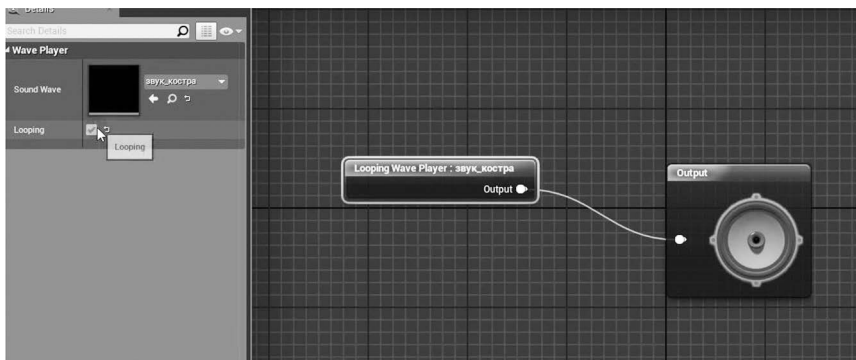 Details
Search Details
Wave Player
Sound Wave
звук_костра
Looping
Looping
Looping Wave Player : звук_костра
Output
Output